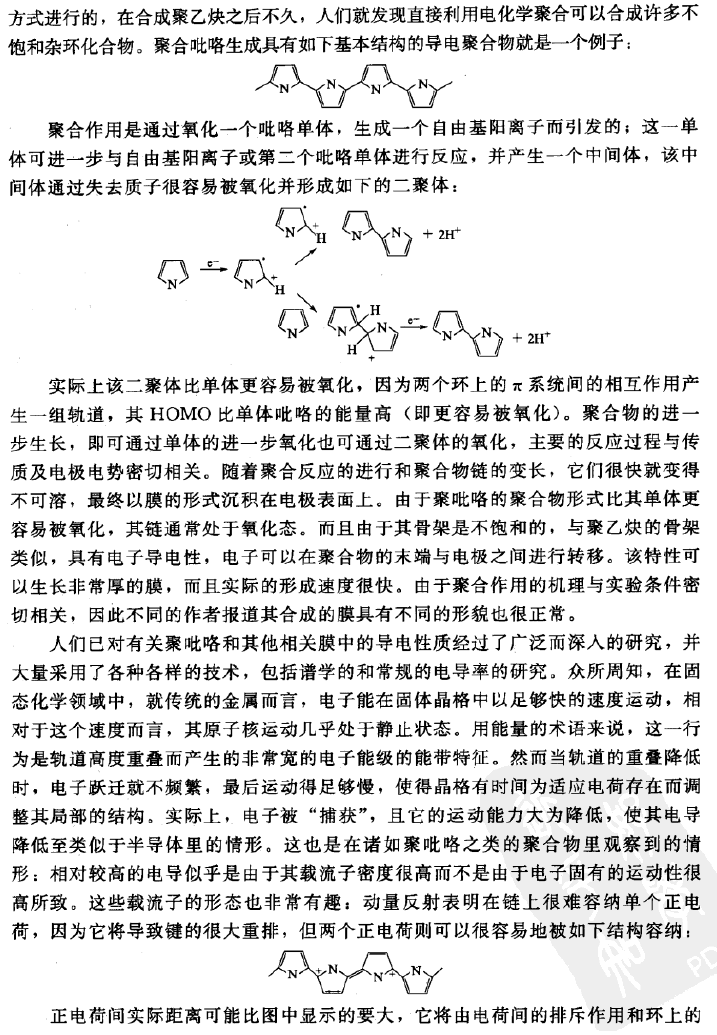 方式进行的，在合成聚乙炔之后不久，人们就发现直接利用电化学聚合可以合成许多不
饱和杂环化合物。聚合吡咯生成具有如下基本结构的导电聚合物就是一个例子：
N N N N
聚合作用是通过氧化一个吡咯单体，生成一个自由基阳离子而引发的；这一单
体可进一步与自由基阳离子或第二个吡咯单体进行反应，并产生一个中间体，该中
间体通过失去质子很容易被氧化并形成如下的二聚体：
N + H N N + 2H⁺
N e⁻ N + H
N N H N H + e⁻ N N + 2H⁺
实际上该二聚体比单体更容易被氧化，因为两个环上的 π 系统间的相互作用产
生一组轨道，其 HOMO 比单体吡咯的能量高（即更容易被氧化）。聚合物的进一
步生长，即可通过单体的进一步氧化也可通过二聚体的氧化，主要的反应过程与传
质及电极电势密切相关。随着聚合反应的进行和聚合物链的变长，它们很快就变得
不可溶，最终以膜的形式沉积在电极表面上。由于聚吡咯的聚合物形式比其单体更
容易被氧化，其链通常处于氧化态。而且由于其骨架是不饱和的，与聚乙炔的骨架
类似，具有电子导电性，电子可以在聚合物的末端与电极之间进行转移。该特性可
以生长非常厚的膜，而且实际的形成速度很快。由于聚合作用的机理与实验条件密
切相关，因此不同的作者报道其合成的膜具有不同的形貌也很正常。
人们已对有关聚吡咯和其他相关膜中的导电性质经过了广泛而深入的研究，并
大量采用了各种各样的技术，包括谱学的和常规的电导率的研究。众所周知，在固
态化学领域中，就传统的金属而言，电子能在固体晶格中以足够快的速度运动，相
对于这个速度而言，其原子核运动几乎处于静止状态。用能量的术语来说，这一行
为是轨道高度重叠而产生的非常宽的电子能级的能带特征。然而当轨道的重叠降低
时，电子跃迁就不频繁，最后运动得足够慢，使得晶格有时间为适应电荷存在而调
整其局部的结构。实际上，电子被“捕获”，且它的运动能力大为降低，使其电导
降低至类似于半导体里的情形。这也是在诸如聚吡咯之类的聚合物里观察到的情
形：相对较高的电导似乎是由于其载流子密度很高而不是由于电子固有的运动性很
高所致。这些载流子的形态也非常有趣；动量反射表明在链上很难容纳单个正电
荷，因为它将导致键的很大重排，但两个正电荷则可以很容易地被如下结构容纳：
N + N N + N
正电荷间实际距离可能比图中显示的要大，它将由电荷间的排斥作用和环上的
PD